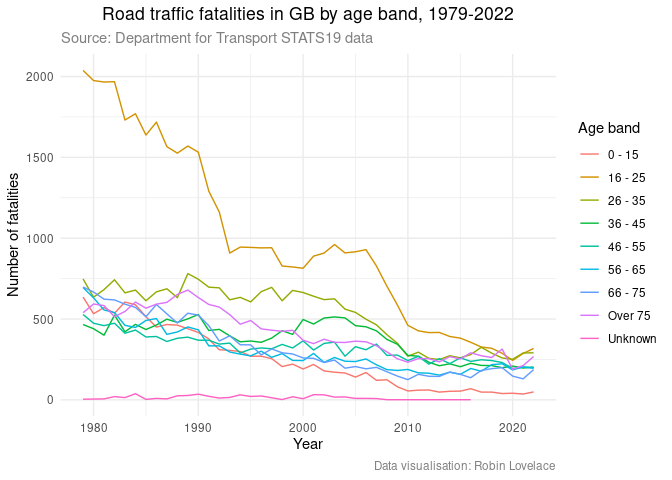 Road traffic fatalities in GB by age band, 1979-2022
Source: Department for Transport STATS19 data
Number of fatalities
2000
1500
1000
500
0
1980
1990
2000
2010
2020
Year
Age band
0 - 15
16 - 25
26 - 35
36 - 45
46 - 55
56 - 65
66 - 75
Over 75
Unknown
Data visualisation: Robin Lovelace